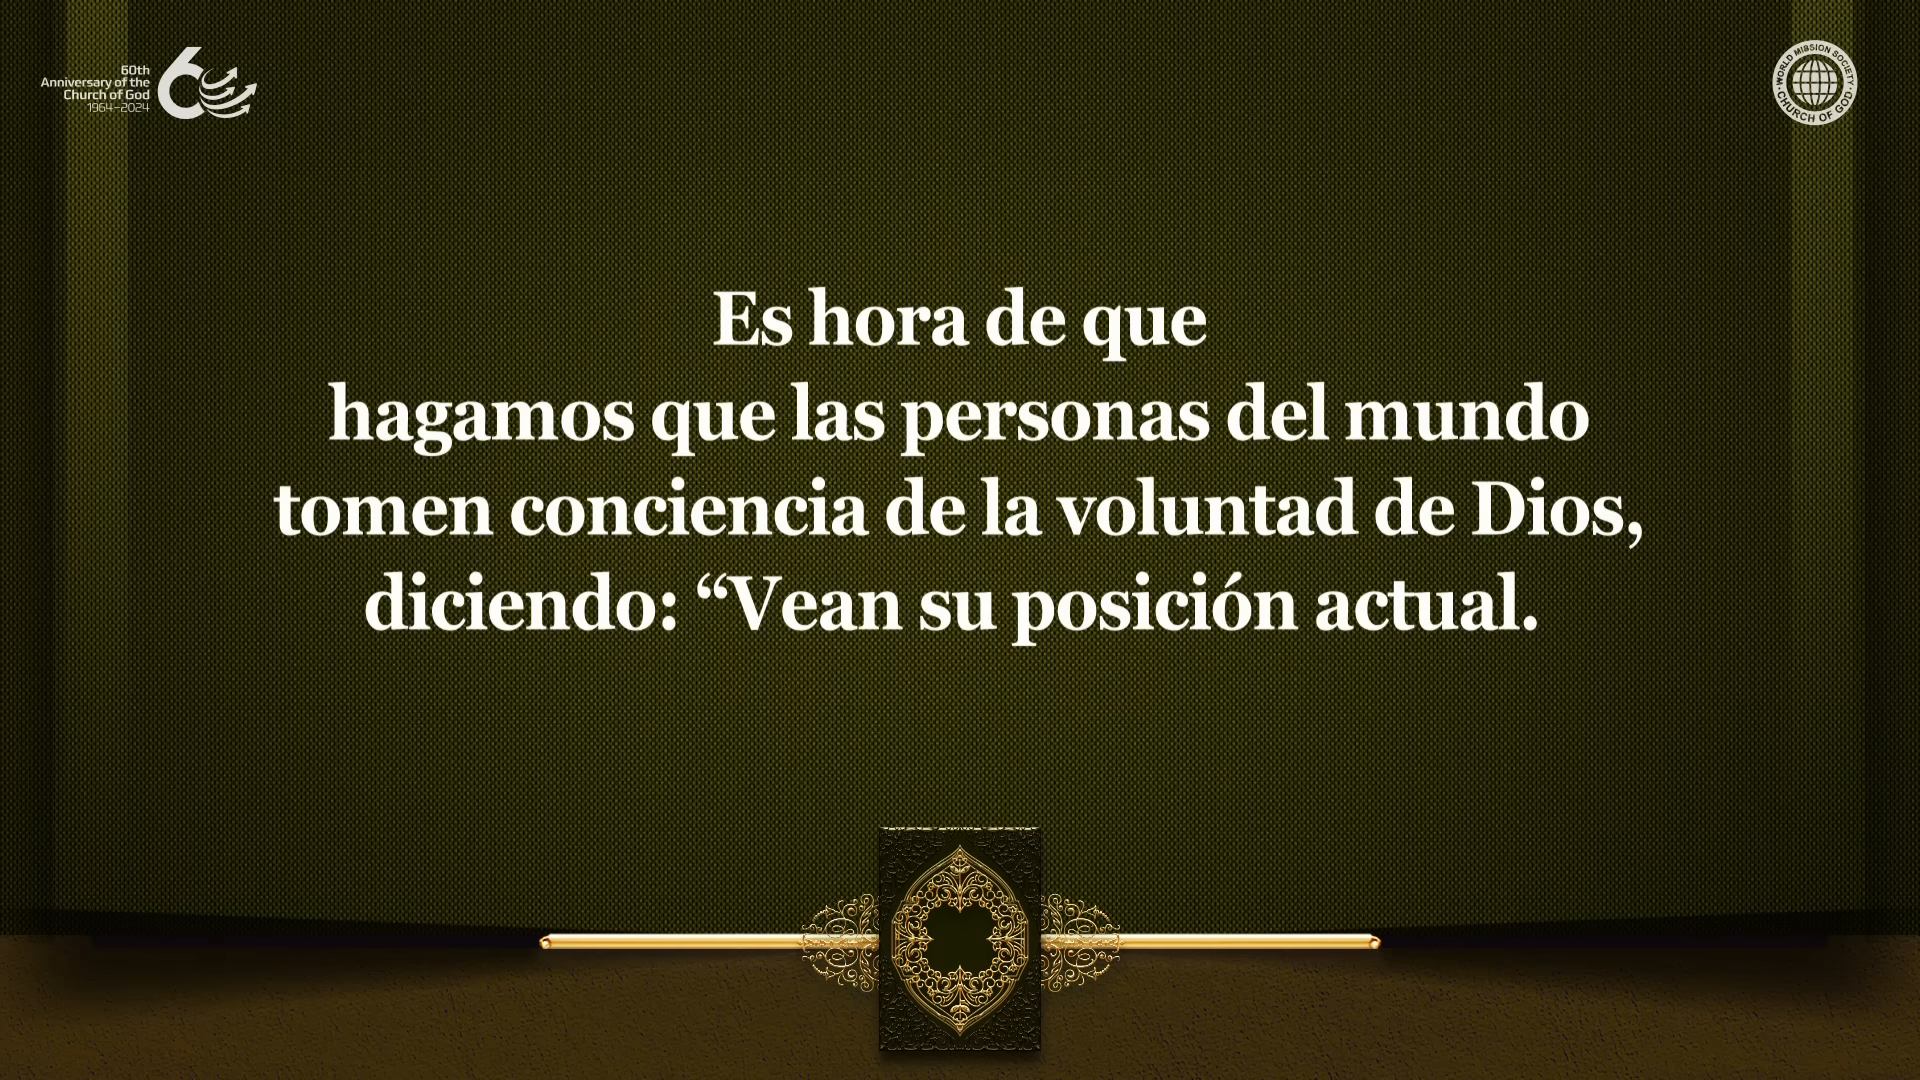 60th
Anniversary of the
Church of God
1964–2024
60
WORLD MISSION SOCIETY
CHURCH OF GOD
Es hora de que
hagamos que las personas del mundo
tomen conciencia de la voluntad de Dios,
diciendo: “Vean su posición actual.